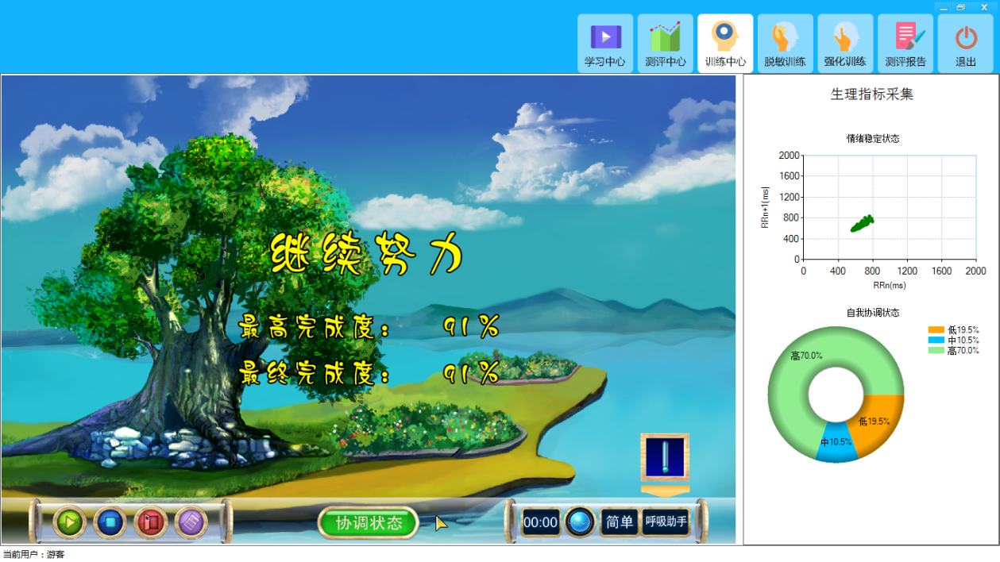 学习中心
测评中心
训练中心
脱敏训练
强化训练
测评报告
退出
继续努力
最高完成度： 91%
最终完成度： 91%
协调状态
00:00
简单
呼吸助手
生理指标采集
情绪稳定状态
RRn+1[ms]
2000
1600
1200
800
400
0
0 400 800 1200 1600 2000
RRn(ms)
自我协调状态
低19.5%
中10.5%
高70.0%
高70.0%
低19.5%
中10.5%
当前用户：游客